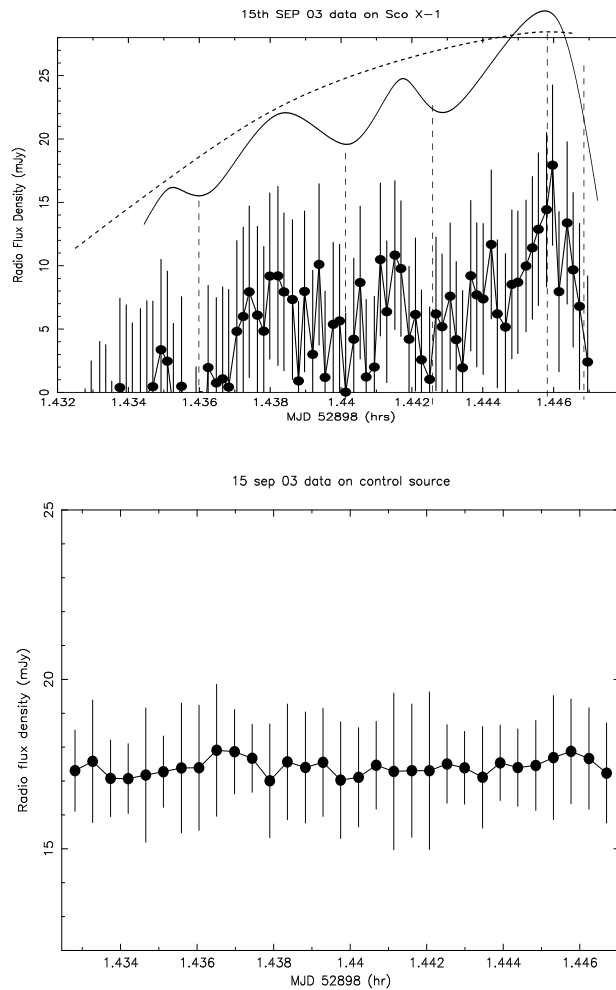 15th SEP 03 data on Sco X-1
Radio Flux Density (mJy)
25
20
15
10
5
0
1.432 1.434 1.436 1.438 1.44 1.442 1.444 1.446
MJD 52898 (hrs)
15 sep 03 data on control source
Radio flux density (mJy)
25
20
15
1.434 1.436 1.438 1.44 1.442 1.444 1.446
MJD 52898 (hr)